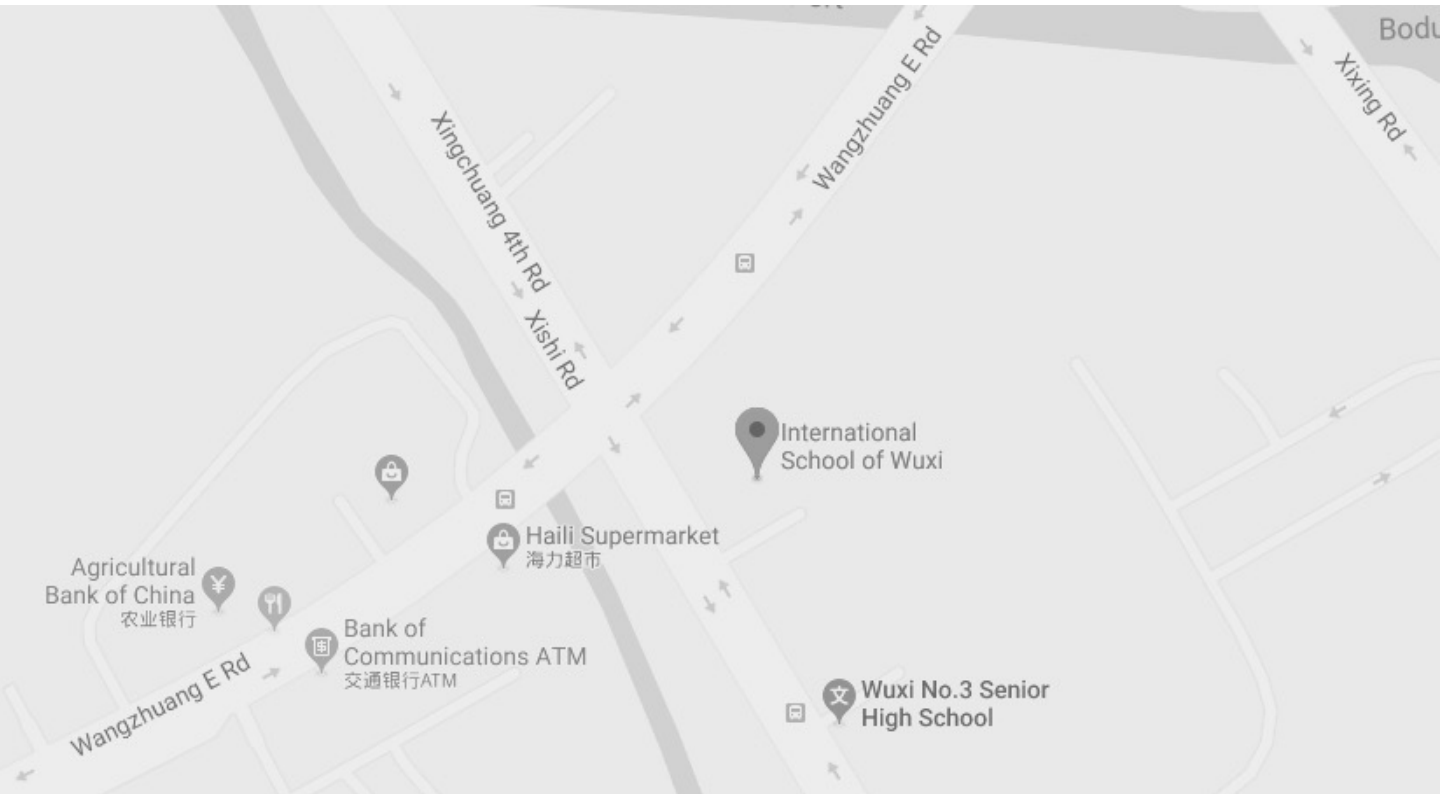 Bodu
Xixing Rd
Wangzhuang E Rd
Xingchuang 4th Rd
Xishi Rd
International
School of Wuxi
Haili Supermarket
海力超市
Agricultural
Bank of China
农业银行
Bank of
Communications ATM
交通银行ATM
Wangzhuang E Rd
Wuxi No.3 Senior
High School
文
¥